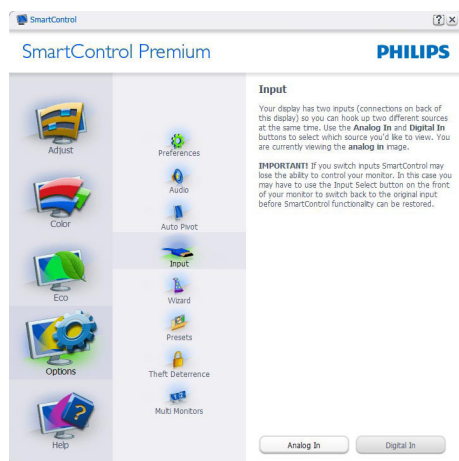 SmartControl
SmartControl Premium
PHILIPS
Adjust
Color
Eco
Options
Help
Preferences
Audio
Auto Pivot
Input
Wizard
Presets
Theft Deterrence
Multi Monitors
Input
Your display has two inputs (connections on back of
this display) so you can hook up two different sources
at the same time. Use the Analog In and Digital In
buttons to select which source you'd like to view. You
are currently viewing the analog in image.
IMPORTANT! If you switch inputs SmartControl may
lose the ability to control your monitor. In this case you
may have to use the Input Select button on the front
of your monitor to switch back to the original input
before SmartControl functionality can be restored.
Analog In
Digital In